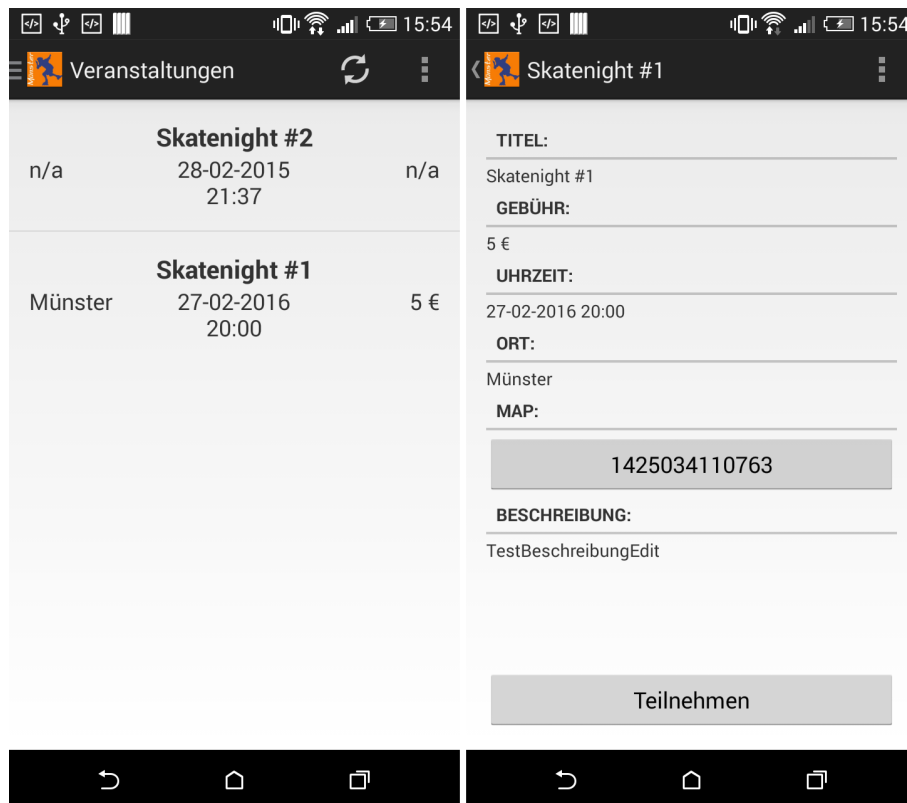 15:54
Veranstaltungen
Skatenight #2
n/a 28-02-2015 n/a
21:37
Skatenight #1
Münster 27-02-2016 5 €
20:00
15:54
Skatenight #1
TITEL:
Skatenight #1
GEBÜHR:
5 €
UHRZEIT:
27-02-2016 20:00
ORT:
Münster
MAP:
1425034110763
BESCHREIBUNG:
TestBeschreibungEdit
Teilnehmen